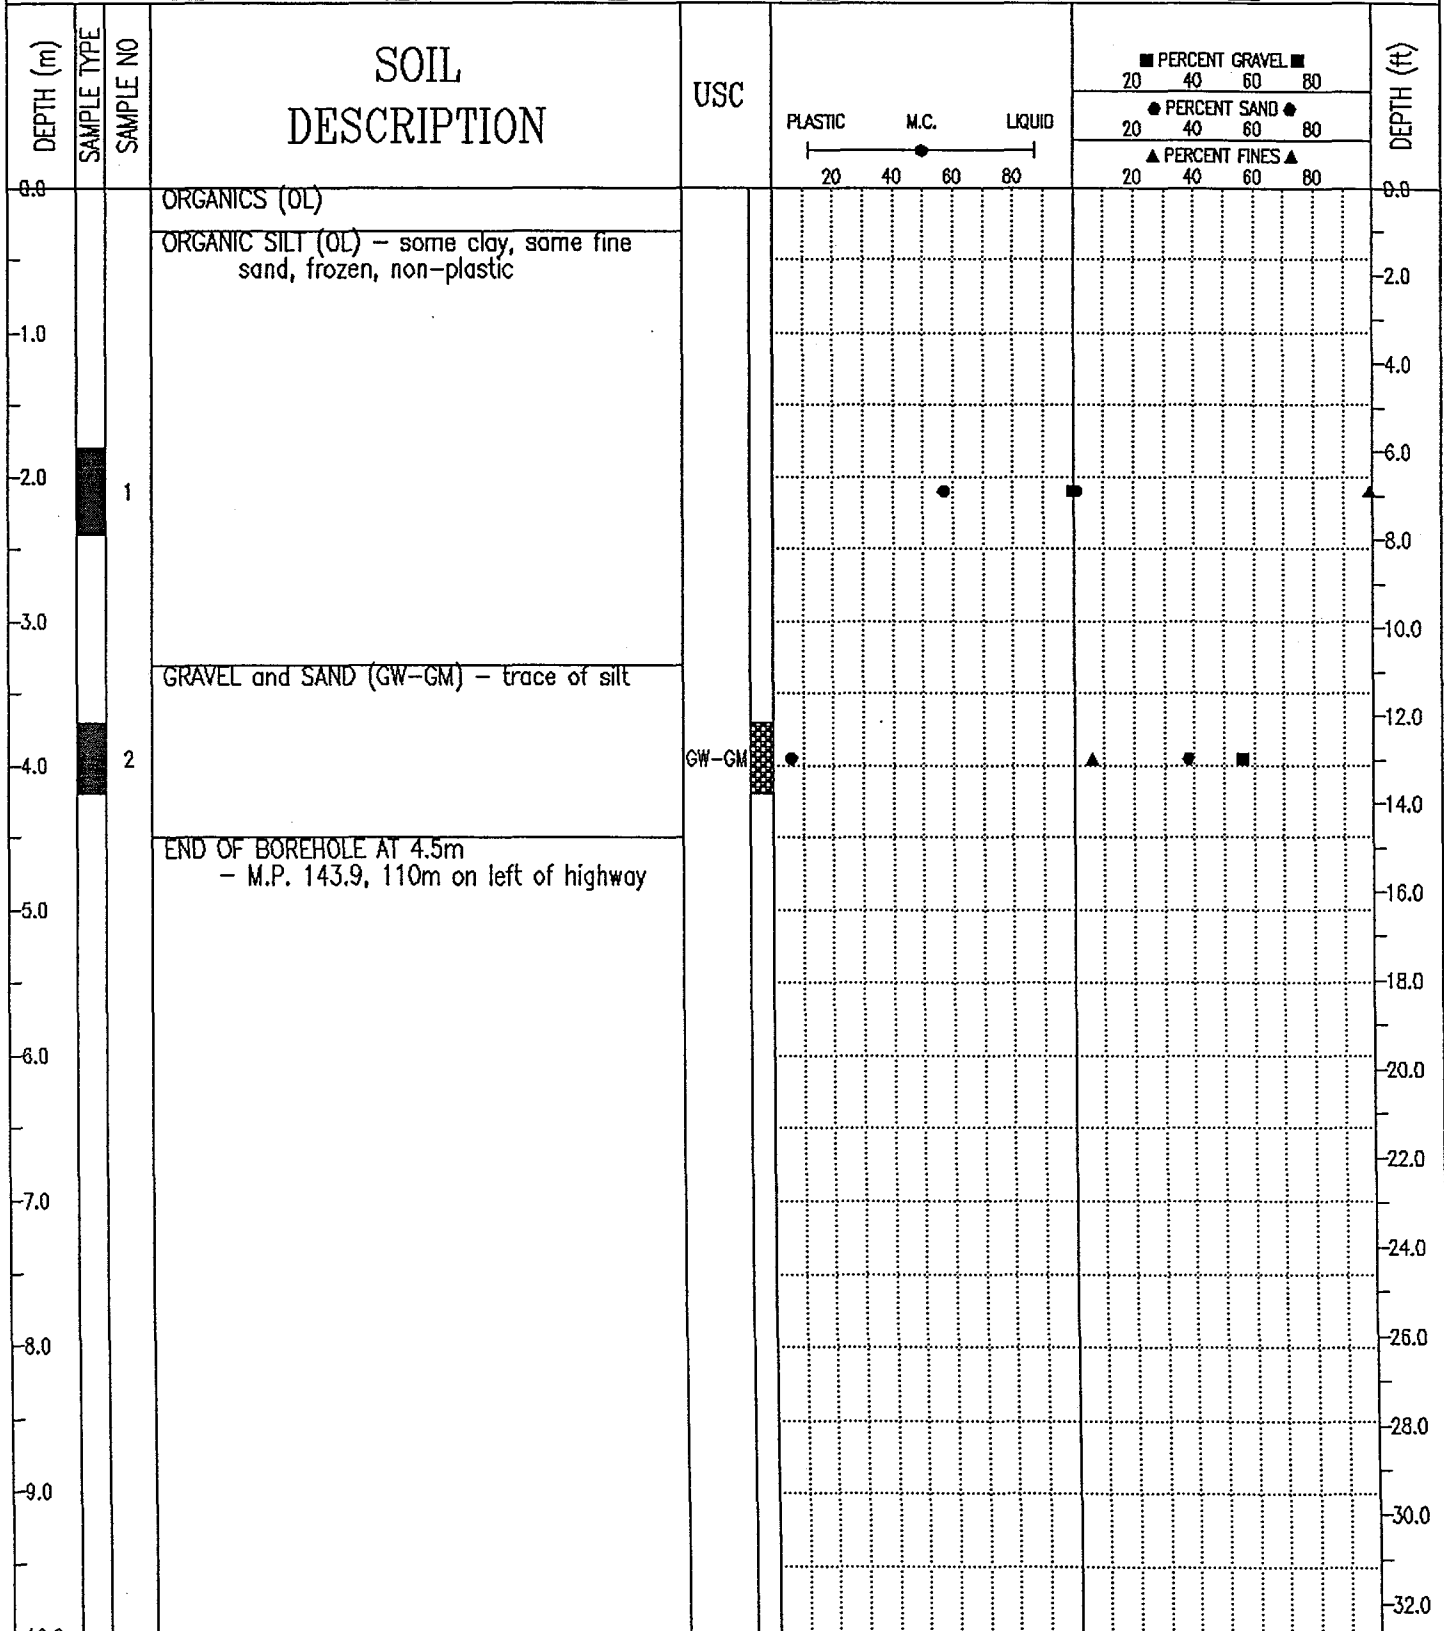 DEPTH (m)
SAMPLE TYPE
SAMPLE NO
SOIL
DESCRIPTION
USC
PLASTIC M.C. LIQUID
20 40 60 80
■ PERCENT GRAVEL ■
20 40 60 80
● PERCENT SAND ●
20 40 60 80
▲ PERCENT FINES ▲
20 40 60 80
DEPTH (ft)
0.0
ORGANICS (OL)
0.0
ORGANIC SILT (OL) – some clay, some fine
sand, frozen, non-plastic
2.0
1.0
4.0
6.0
2.0
1
8.0
3.0
10.0
GRAVEL and SAND (GW-GM) – trace of silt
12.0
4.0
2
GW-GM
14.0
END OF BOREHOLE AT 4.5m
– M.P. 143.9, 110m on left of highway
16.0
5.0
18.0
6.0
20.0
22.0
7.0
24.0
8.0
26.0
28.0
9.0
30.0
32.0